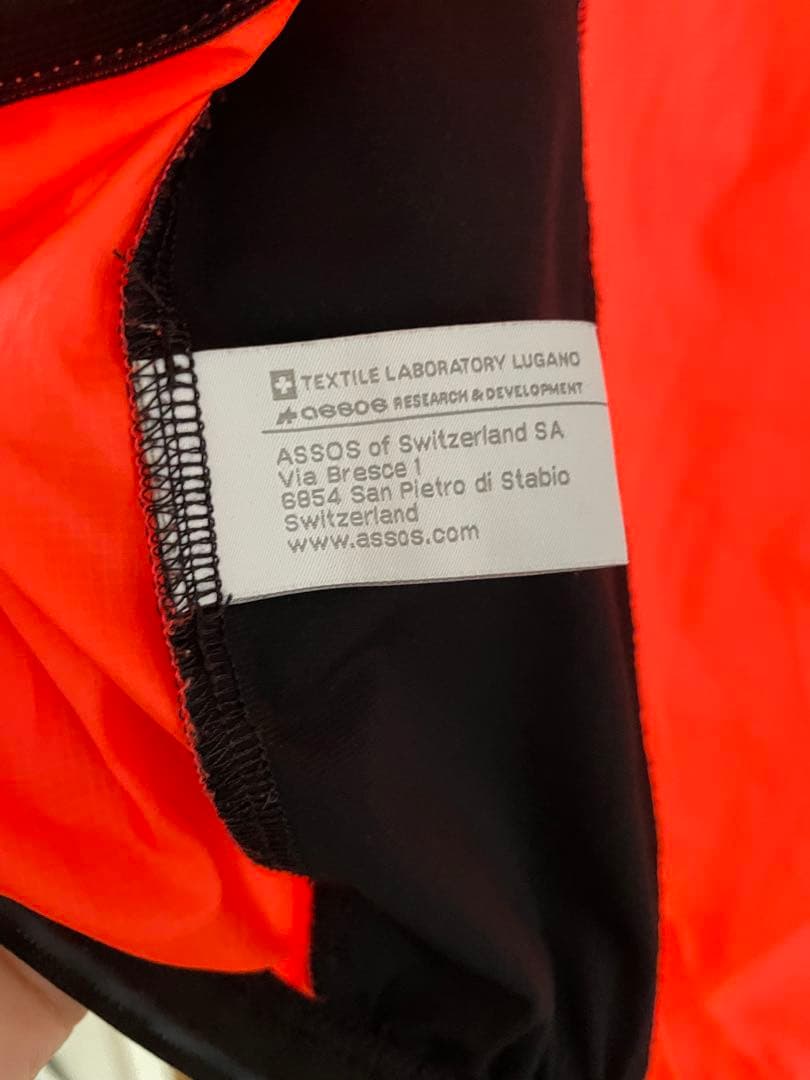 TEXTILE LABORATORY LUGANO
assos RESEARCH & DEVELOPMENT
ASSOS of Switzerland SA
Via Bresce 1
6854 San Pietro di Stabio
Switzerland
www.assos.com